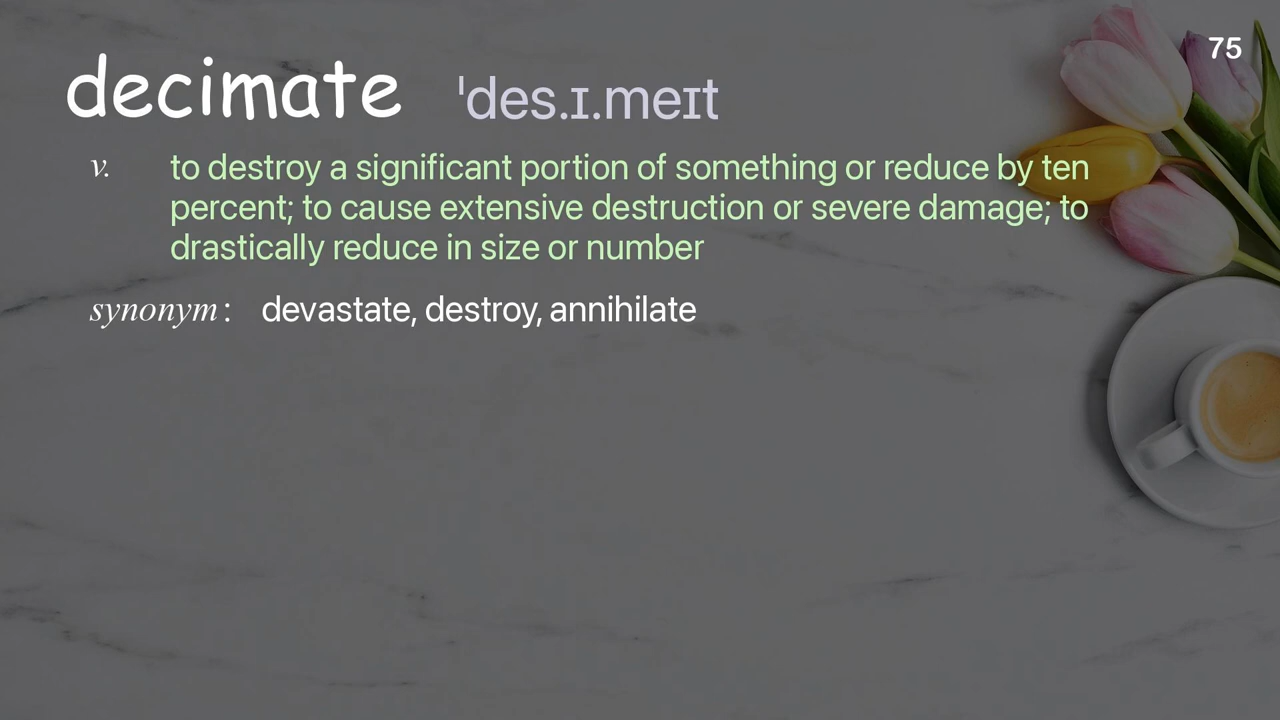 75
decimate ˈdes.ɪ.meɪt
v. to destroy a significant portion of something or reduce by ten
percent; to cause extensive destruction or severe damage; to
drastically reduce in size or number
synonym: devastate, destroy, annihilate